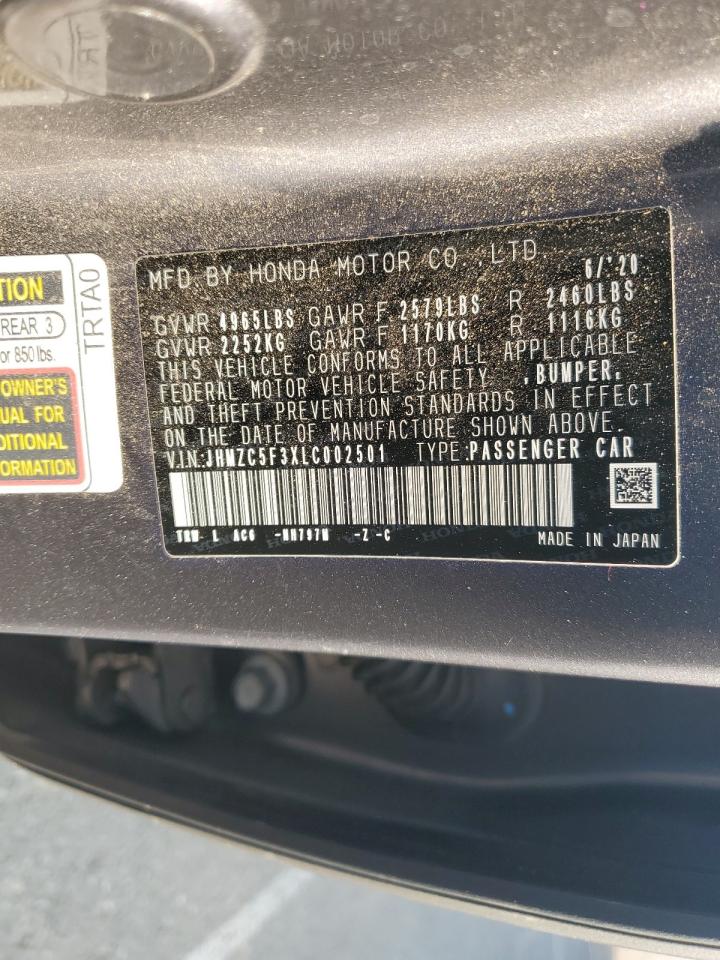 MFD. BY HONDA MOTOR CO., LTD. 6/'20
GVWR 4965LBS GAWR F 2579LBS R 2460LBS
GVWR 2252KG GAWR F 1170KG R 1116KG
THIS VEHICLE CONFORMS TO ALL APPLICABLE
FEDERAL MOTOR VEHICLE SAFETY ,BUMPER,
AND THEFT PREVENTION STANDARDS IN EFFECT
ON THE DATE OF MANUFACTURE SHOWN ABOVE.
V.I.N:JHMZC5F3XLC002501 TYPE:PASSENGER CAR
-Z -C
MADE IN JAPAN
TION
REAR 3
or 850 lbs.
OWNER'S
UAL FOR
DITIONAL
FORMATION
TRTA0